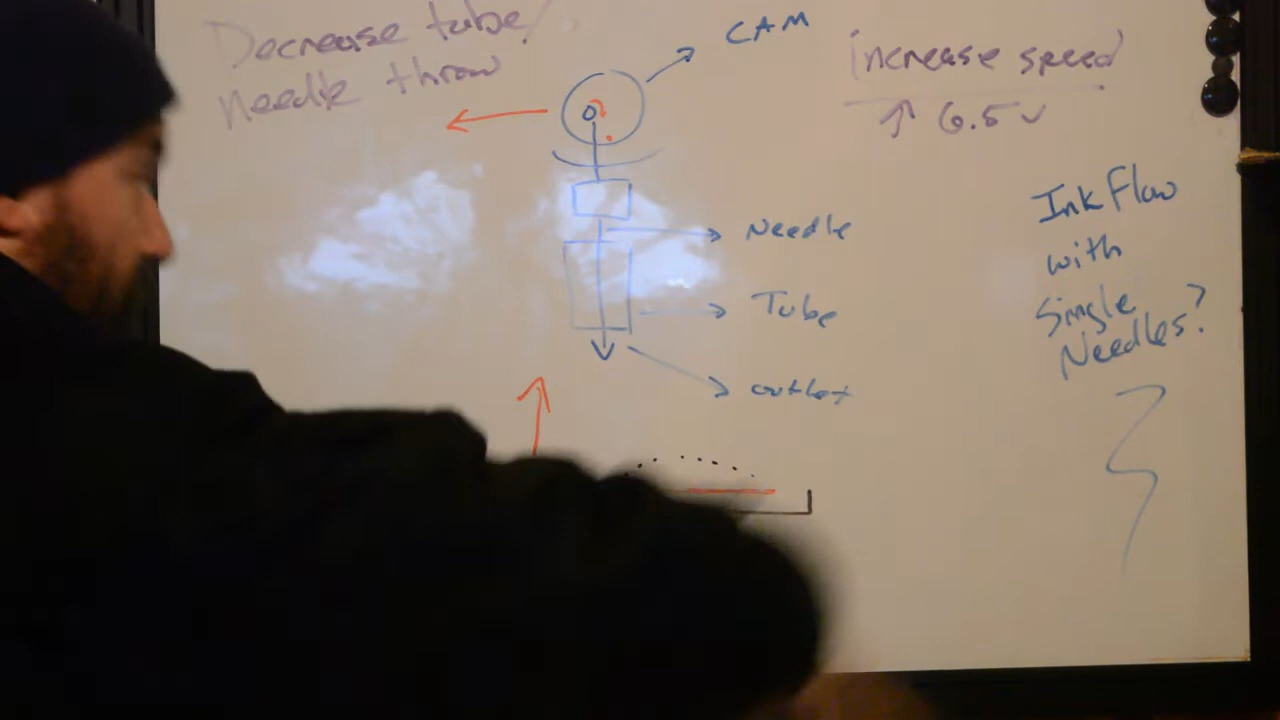 Decrease tube/
Needle throw
CAM
increase speed
↑ 6.5 v
Needle
Tube
outlet
Ink Flow
with
Single
Needles?